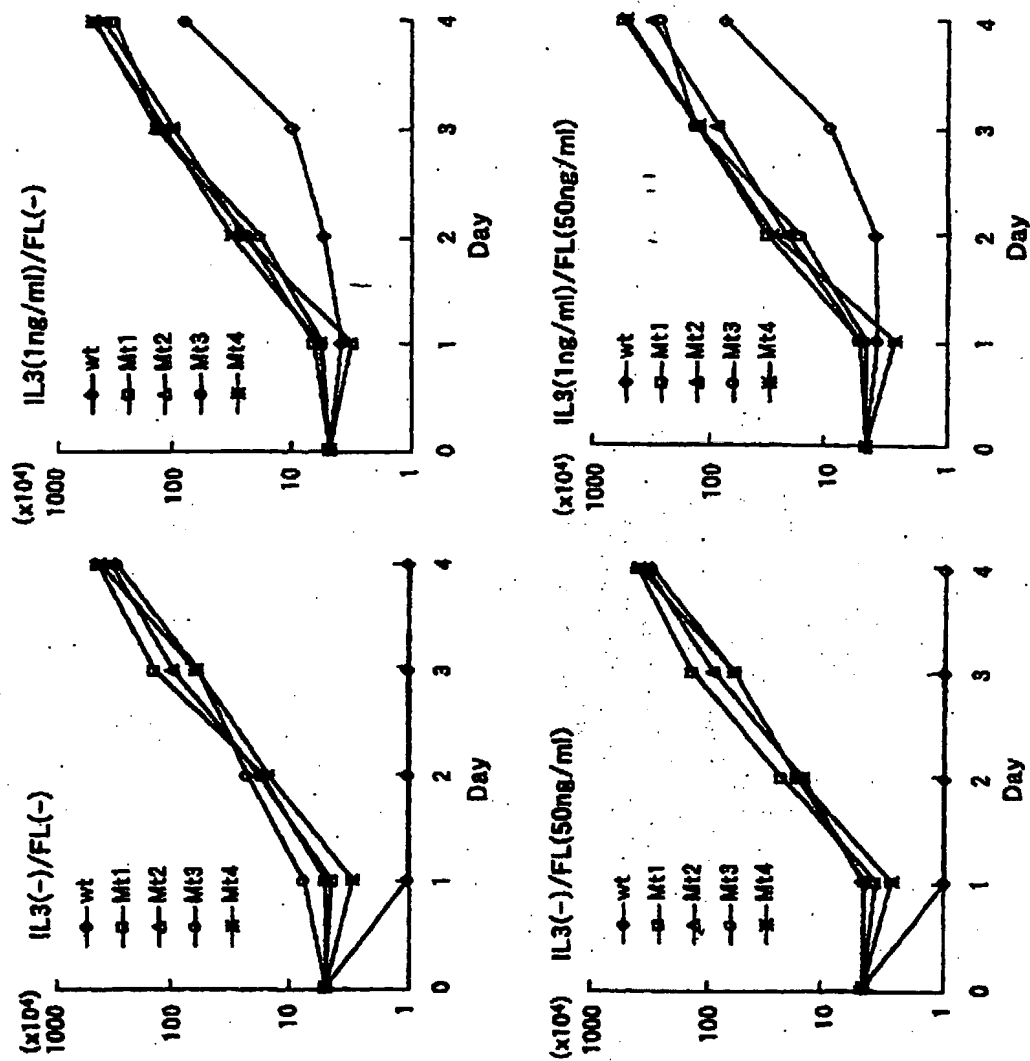 IL3(-)/FL(-)
(x10⁴)
1000
100
10
1
wt
Mt1
Mt2
Mt3
Mt4
0 1 2 3 4
Day
IL3(1ng/ml)/FL(-)
(x10⁴)
1000
100
10
1
wt
Mt1
Mt2
Mt3
Mt4
0 1 2 3 4
Day
IL3(-)/FL(50ng/ml)
(x10⁴)
1000
100
10
1
wt
Mt1
Mt2
Mt3
Mt4
0 1 2 3 4
Day
IL3(1ng/ml)/FL(50ng/ml)
(x10⁴)
1000
100
10
1
wt
Mt1
Mt2
Mt3
Mt4
0 1 2 3 4
Day